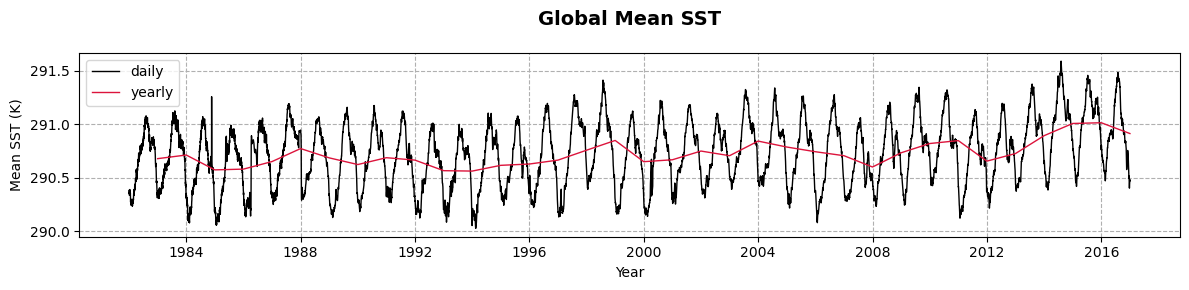 Global Mean SST
daily
yearly
Mean SST (K)
291.5
291.0
290.5
290.0
1984 1988 1992 1996 2000 2004 2008 2012 2016
Year